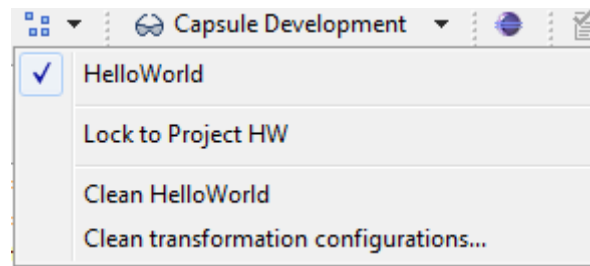 Capsule Development
HelloWorld
Lock to Project HW
Clean HelloWorld
Clean transformation configurations...